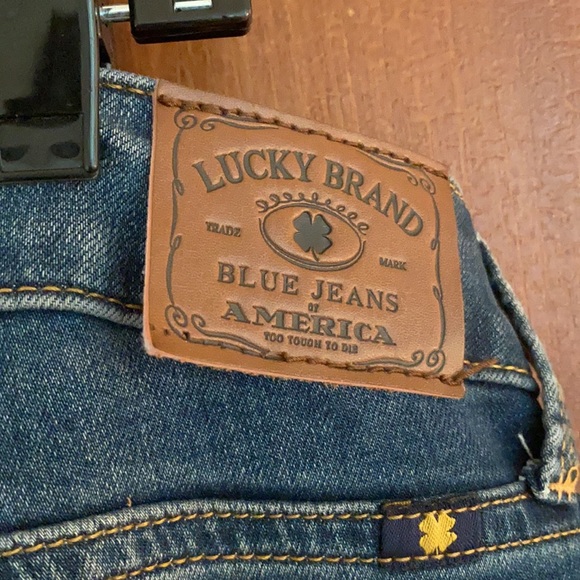 LUCKY BRAND
TRADE MARK
BLUE JEANS
OF
AMERICA
TOO TOUGH TO DIE